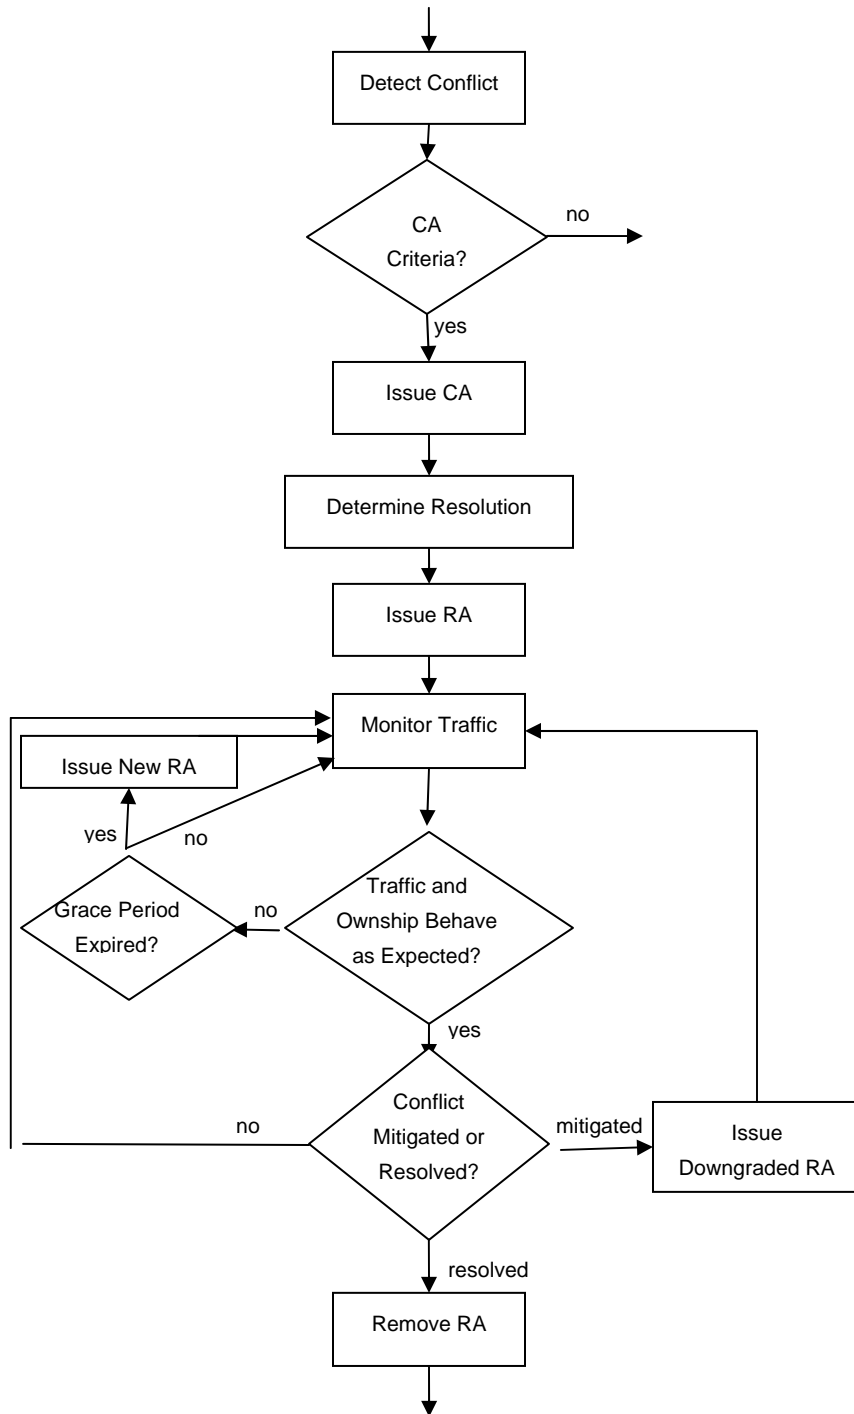 Detect Conflict
CA
Criteria?
no
yes
Issue CA
Determine Resolution
Issue RA
Monitor Traffic
Issue New RA
yes
no
Grace Period
Expired?
no
Traffic and
Ownship Behave
as Expected?
yes
no
Conflict
Mitigated or
Resolved?
mitigated
Issue
Downgraded RA
resolved
Remove RA